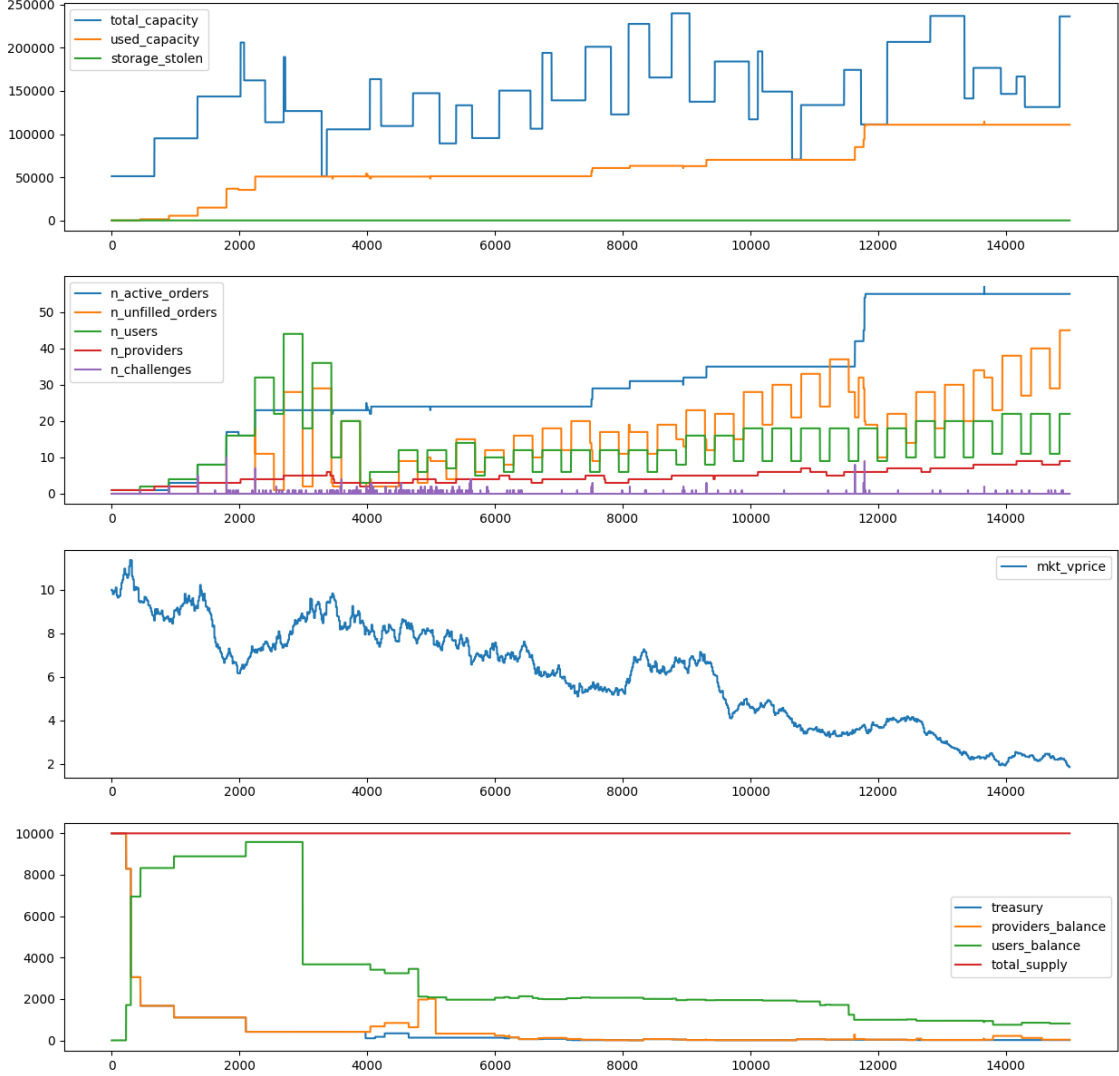 250000
200000
150000
100000
50000
0
total_capacity
used_capacity
storage_stolen
0 2000 4000 6000 8000 10000 12000 14000
50
40
30
20
10
0
n_active_orders
n_unfilled_orders
n_users
n_providers
n_challenges
0 2000 4000 6000 8000 10000 12000 14000
10
8
6
4
2
mkt_vprice
0 2000 4000 6000 8000 10000 12000 14000
10000
8000
6000
4000
2000
0
treasury
providers_balance
users_balance
total_supply
0 2000 4000 6000 8000 10000 12000 14000